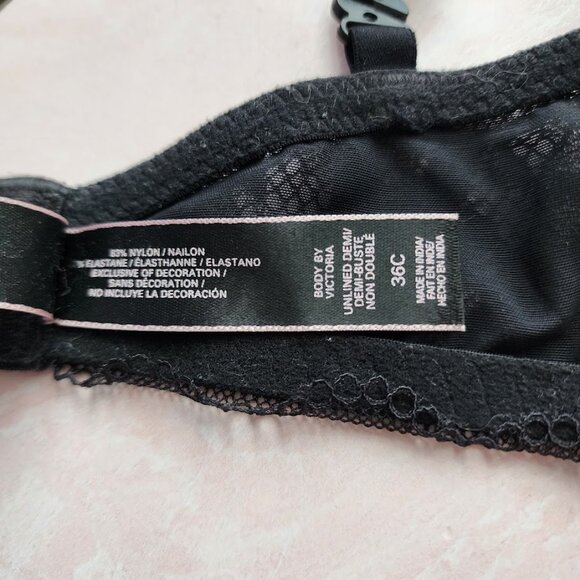 83% NYLON / NAILON
% ELASTANE / ÉLASTHANNE / ELASTANO
EXCLUSIVE OF DECORATION /
SANS DÉCORATION /
NO INCLUYE LA DECORACIÓN
BODY BY
VICTORIA
UNLINED DEMI/
DEMI-BUSTE
NON DOUBLÉ
36C
MADE IN INDIA/
FAIT EN INDE/
HECHO EN INDIA